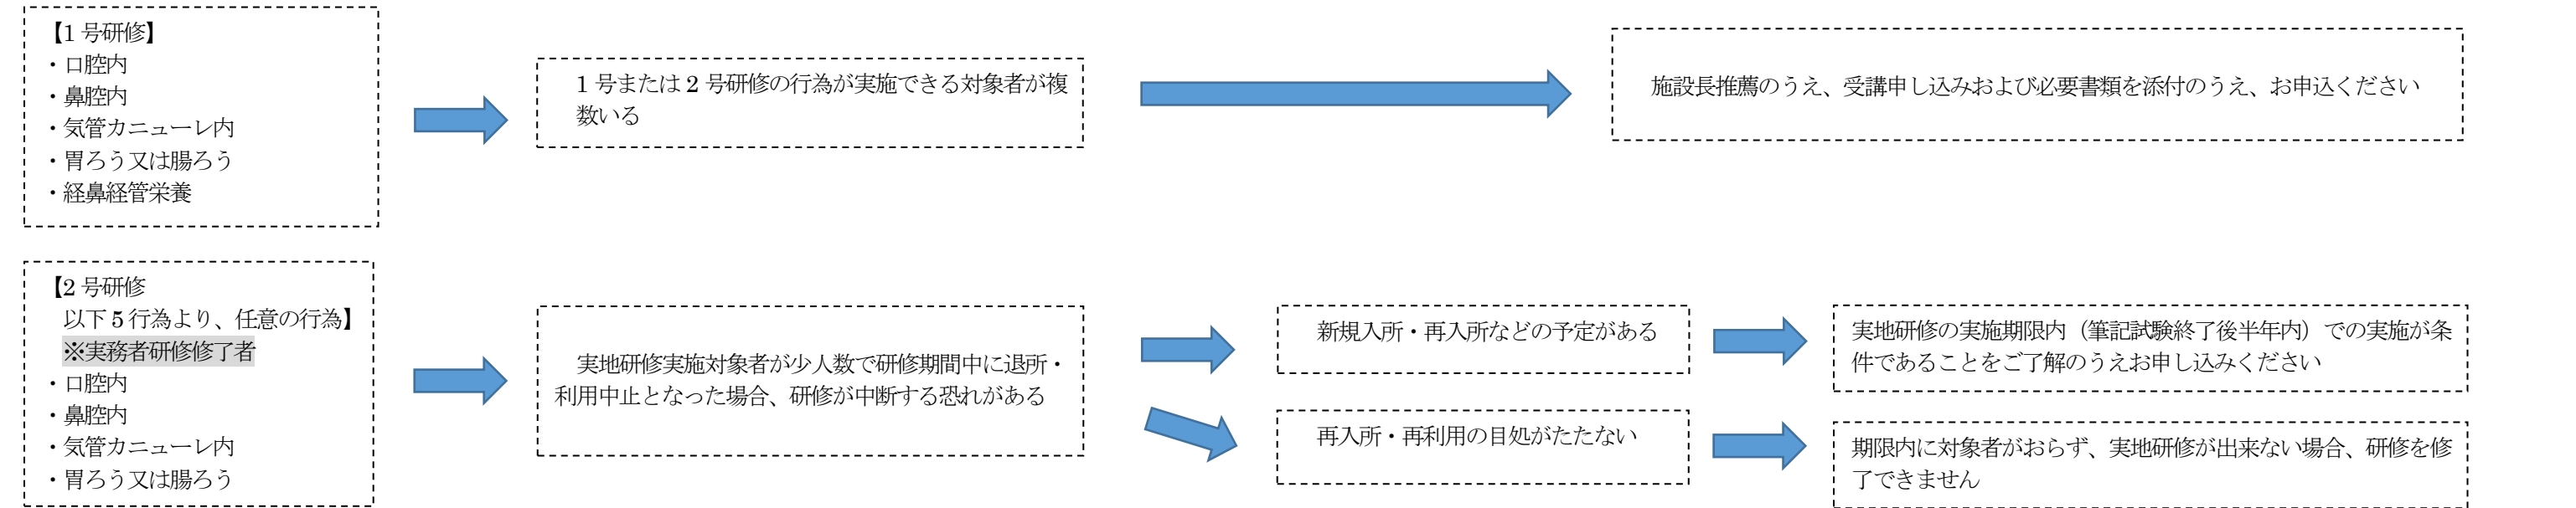 【1 号研修】
・口腔内
・鼻腔内
・気管カニューレ内
・胃ろう又は腸ろう
・経鼻経管栄養
1 号または 2 号研修の行為が実施できる対象者が複
数いる
施設長推薦のうえ、受講申し込みおよび必要書類を添付のうえ、お申込ください
【2 号研修
以下 5 行為より、任意の行為】
※実務者研修修了者
・口腔内
・鼻腔内
・気管カニューレ内
・胃ろう又は腸ろう
実地研修実施対象者が少人数で研修期間中に退所・
利用中止となった場合、研修が中断する恐れがある
新規入所・再入所などの予定がある
実地研修の実施期限内（筆記試験終了後半年内）での実施が条
件であることをご了解のうえお申し込みください
再入所・再利用の目処がたたない
期限内に対象者がおらず、実地研修が出来ない場合、研修を修
了できません